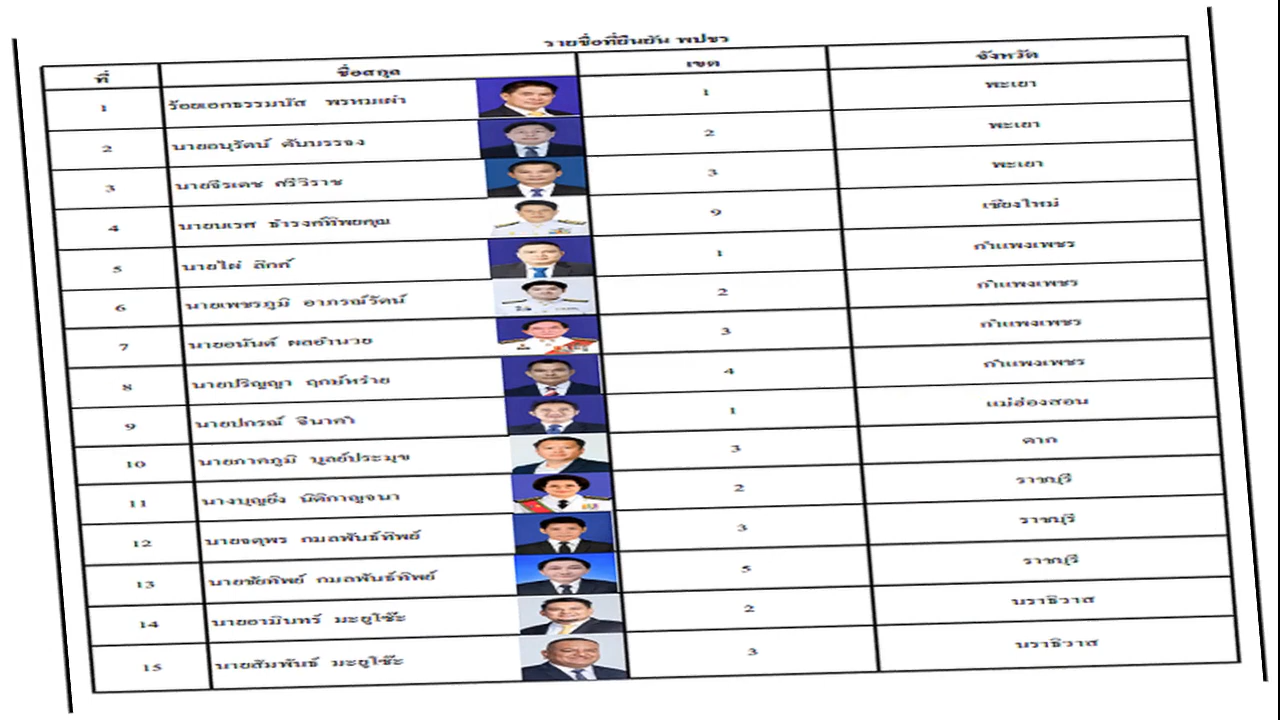 รายชื่อที่ยืนยัน พปชร
ที่ ชื่อสกุล เขต จังหวัด
1 ร้อยเอกธรรมนัส พรหมเผ่า 1 พะเยา
2 นายอนุรัตน์ ตันบรรจง 2 พะเยา
3 นายจีรเดช ศรีวิราช 3 พะเยา
4 นายนเรศ ธำรงค์ทิพยคุณ 9 เชียงใหม่
5 นายไผ่ ลิกค์ 1 กำแพงเพชร
6 นายเพชรภูมิ อาภรณ์รัตน์ 2 กำแพงเพชร
7 นายอนันต์ ผลอำนวย 3 กำแพงเพชร
8 นายปริญญา ฤกษ์หร่าย 4 กำแพงเพชร
9 นายปกรณ์ จีนาคำ 1 แม่ฮ่องสอน
10 นายภาคภูมิ บูลย์ประมุข 3 ตาก
11 นางบุญยิ่ง นิติกาญจนา 2 ราชบุรี
12 นายจตุพร กมลพันธ์ทิพย์ 3 ราชบุรี
13 นายชัยทิพย์ กมลพันธ์ทิพย์ 5 ราชบุรี
14 นายอามินทร์ มะยูโซ๊ะ 2 นราธิวาส
15 นายสัมพันธ์ มะยูโซ๊ะ 3 นราธิวาส